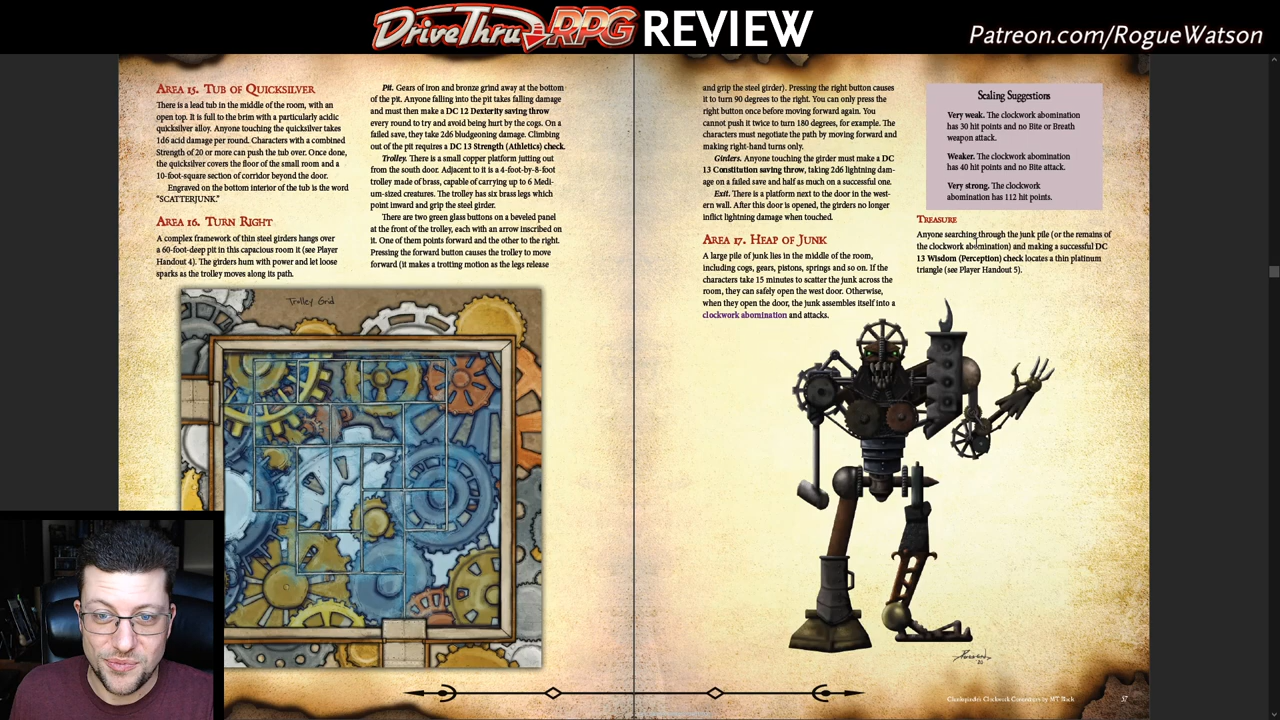 DriveThruRPG REVIEW
Patreon.com/RogueWatson
Area 15. Tub of Quicksilver
There is a lead tub in the middle of the room, with an
open top. It is full to the brim with a particularly acidic
quicksilver alloy. Anyone touching the quicksilver takes
1d6 acid damage per round. Characters with a combined
Strength of 20 or more can push the tub over. Once done,
the quicksilver covers the floor of the small room and a
10-foot-square section of corridor beyond the door.
Engraved on the bottom interior of the tub is the word
“SCATTERJUNK.”
Area 16. Turn Right
A complex framework of thin steel girders hangs over
a 60-foot-deep pit in this capacious room it (see Player
Handout 4). The girders hum with power and let loose
sparks as the trolley moves along its path.
Pit. Gears of iron and bronze grind away at the bottom
of the pit. Anyone falling into the pit takes falling damage
and must then make a DC 12 Dexterity saving throw
every round to try and avoid being hurt by the cogs. On a
failed save, they take 2d6 bludgeoning damage. Climbing
out of the pit requires a DC 13 Strength (Athletics) check.
Trolley. There is a small copper platform jutting out
from the south door. Adjacent to it is a 4-foot-by-8-foot
trolley made of brass, capable of carrying up to 6 Medi-
um-sized creatures. The trolley has six brass legs which
point inward and grip the steel girder.
There are two green glass buttons on a beveled panel
at the front of the trolley, each with an arrow inscribed on
it. One of them points forward and the other to the right.
Pressing the forward button causes the trolley to move
forward (it makes a trotting motion as the legs release
Trolley Grid
and grip the steel girder). Pressing the right button causes
it to turn 90 degrees to the right. You can only press the
right button once before moving forward again. You
cannot push it twice to turn 180 degrees, for example. The
characters must negotiate the path by moving forward and
making right-hand turns only.
Girders. Anyone touching the girder must make a DC
13 Constitution saving throw, taking 2d6 lightning dam-
age on a failed save and half as much on a successful one.
Exit. There is a platform next to the door in the west-
ern wall. After this door is opened, the girders no longer
inflict lightning damage when touched.
Area 17. Heap of Junk
A large pile of junk lies in the middle of the room,
including cogs, gears, pistons, springs and so on. If the
characters take 15 minutes to scatter the junk across the
room, they can safely open the west door. Otherwise,
when they open the door, the junk assembles itself into a
clockwork abomination and attacks.
Scaling Suggestions
Very weak. The clockwork abomination
has 30 hit points and no Bite or Breath
weapon attack.
Weaker. The clockwork abomination
has 40 hit points and no Bite attack.
Very strong. The clockwork
abomination has 112 hit points.
Treasure
Anyone searching through the junk pile (or the remains of
the clockwork abomination) and making a successful DC
13 Wisdom (Perception) check locates a thin platinum
triangle (see Player Handout 5).
37